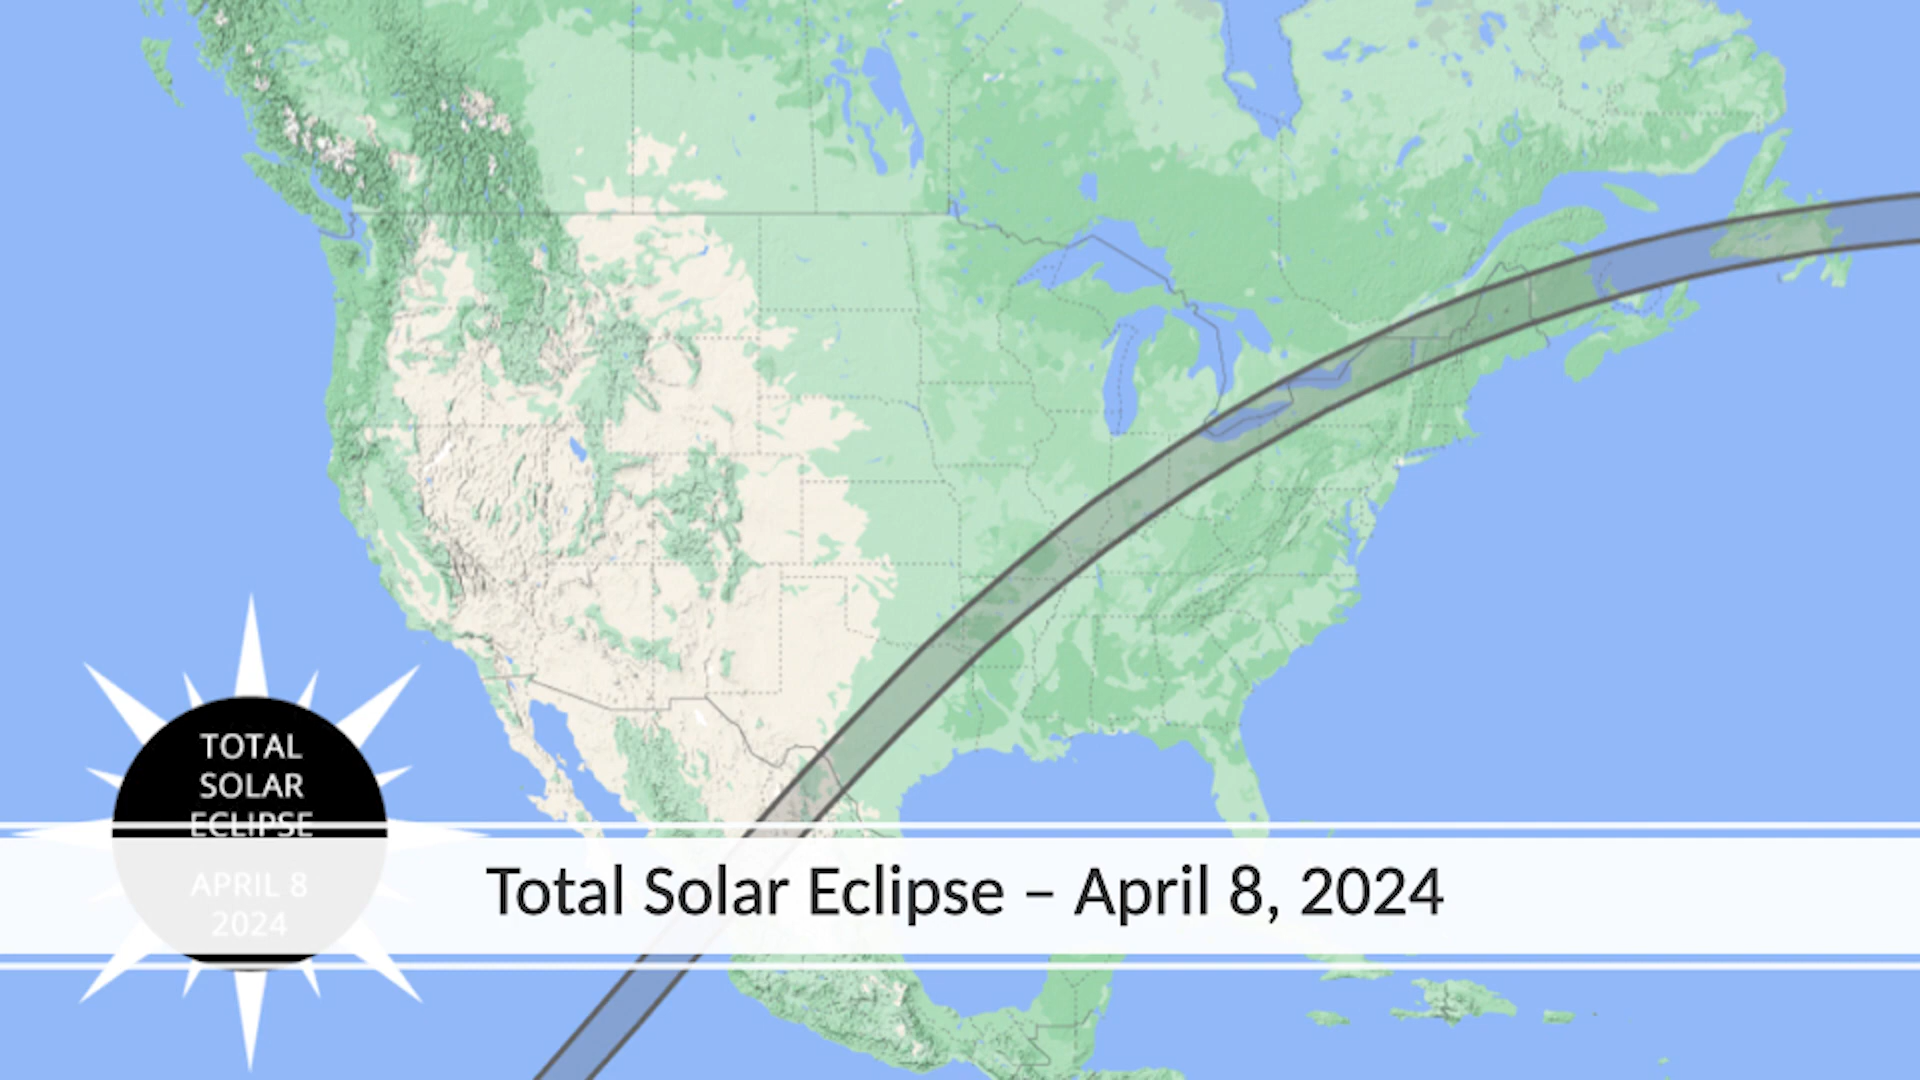 TOTAL
SOLAR
ECLIPSE
APRIL 8
2024
Total Solar Eclipse – April 8, 2024